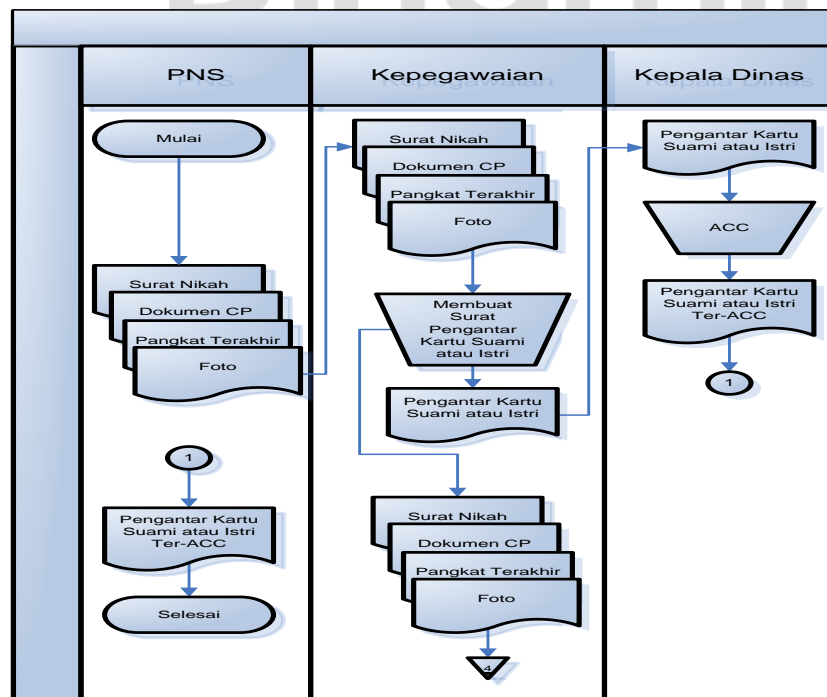 PNS
Kepegawaian
Kepala Dinas
Mulai
Surat Nikah
Dokumen CP
Pangkat Terakhir
Foto
1
Pengantar Kartu
Suami atau Istri
Ter-ACC
Selesai
Surat Nikah
Dokumen CP
Pangkat Terakhir
Foto
Membuat
Surat
Pengantar
Kartu Suami
atau Istri
Pengantar Kartu
Suami atau Istri
Surat Nikah
Dokumen CP
Pangkat Terakhir
Foto
4
Pengantar Kartu
Suami atau Istri
ACC
Pengantar Kartu
Suami atau Istri
Ter-ACC
1